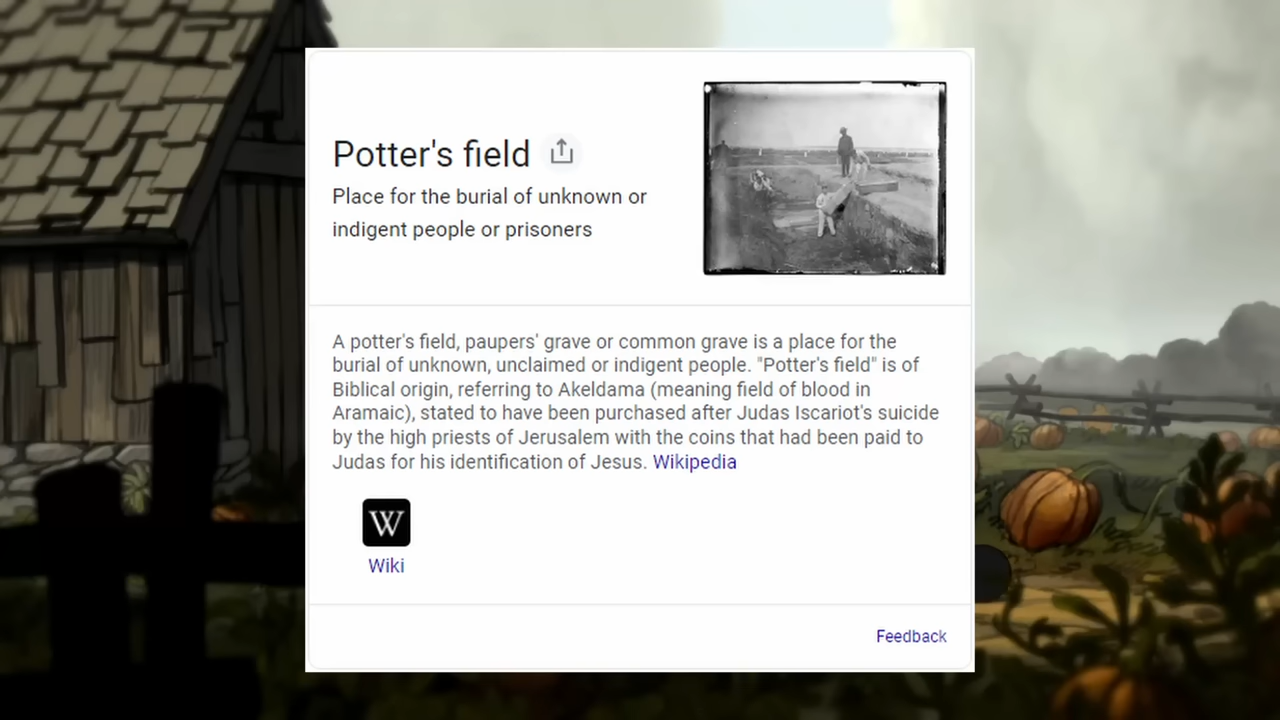 Potter's field
Place for the burial of unknown or
indigent people or prisoners
A potter's field, paupers' grave or common grave is a place for the
burial of unknown, unclaimed or indigent people. "Potter's field" is of
Biblical origin, referring to Akeldama (meaning field of blood in
Aramaic), stated to have been purchased after Judas Iscariot's suicide
by the high priests of Jerusalem with the coins that had been paid to
Judas for his identification of Jesus. Wikipedia
W
Wiki
Feedback